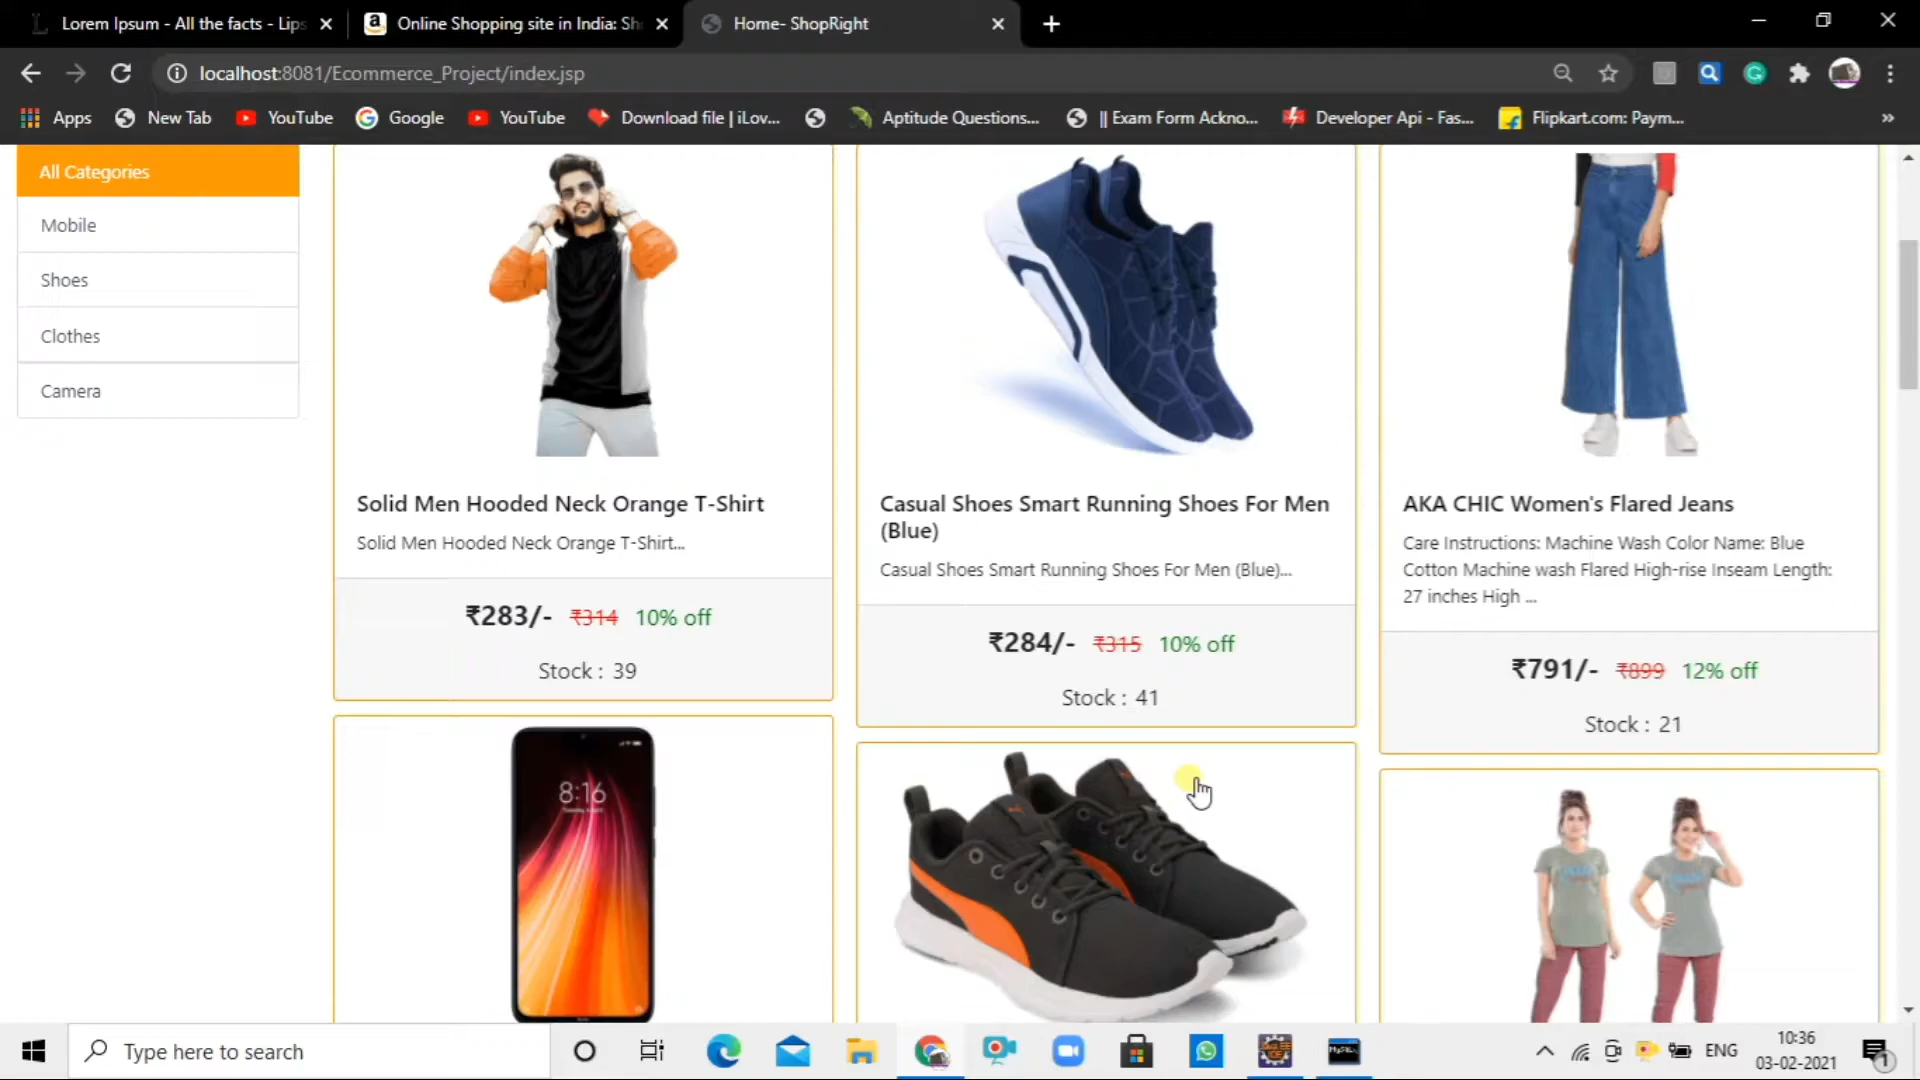 Lorem Ipsum - All the facts - Lips
Online Shopping site in India: Sh
Home- ShopRight
localhost:8081/Ecommerce_Project/index.jsp
Apps
New Tab
YouTube
Google
YouTube
Download file | iLov...
Aptitude Questions...
|| Exam Form Ackno...
Developer Api - Fas...
Flipkart.com: Paym...
»
All Categories
Mobile
Shoes
Clothes
Camera
Solid Men Hooded Neck Orange T-Shirt
Solid Men Hooded Neck Orange T-Shirt...
₹283/- ₹314 10% off
Stock : 39
Casual Shoes Smart Running Shoes For Men
(Blue)
Casual Shoes Smart Running Shoes For Men (Blue)...
₹284/- ₹315 10% off
Stock : 41
AKA CHIC Women's Flared Jeans
Care Instructions: Machine Wash Color Name: Blue
Cotton Machine wash Flared High-rise Inseam Length:
27 inches High ...
₹791/- ₹899 12% off
Stock : 21
8:16
Type here to search
ENG
10:36
03-02-2021
1